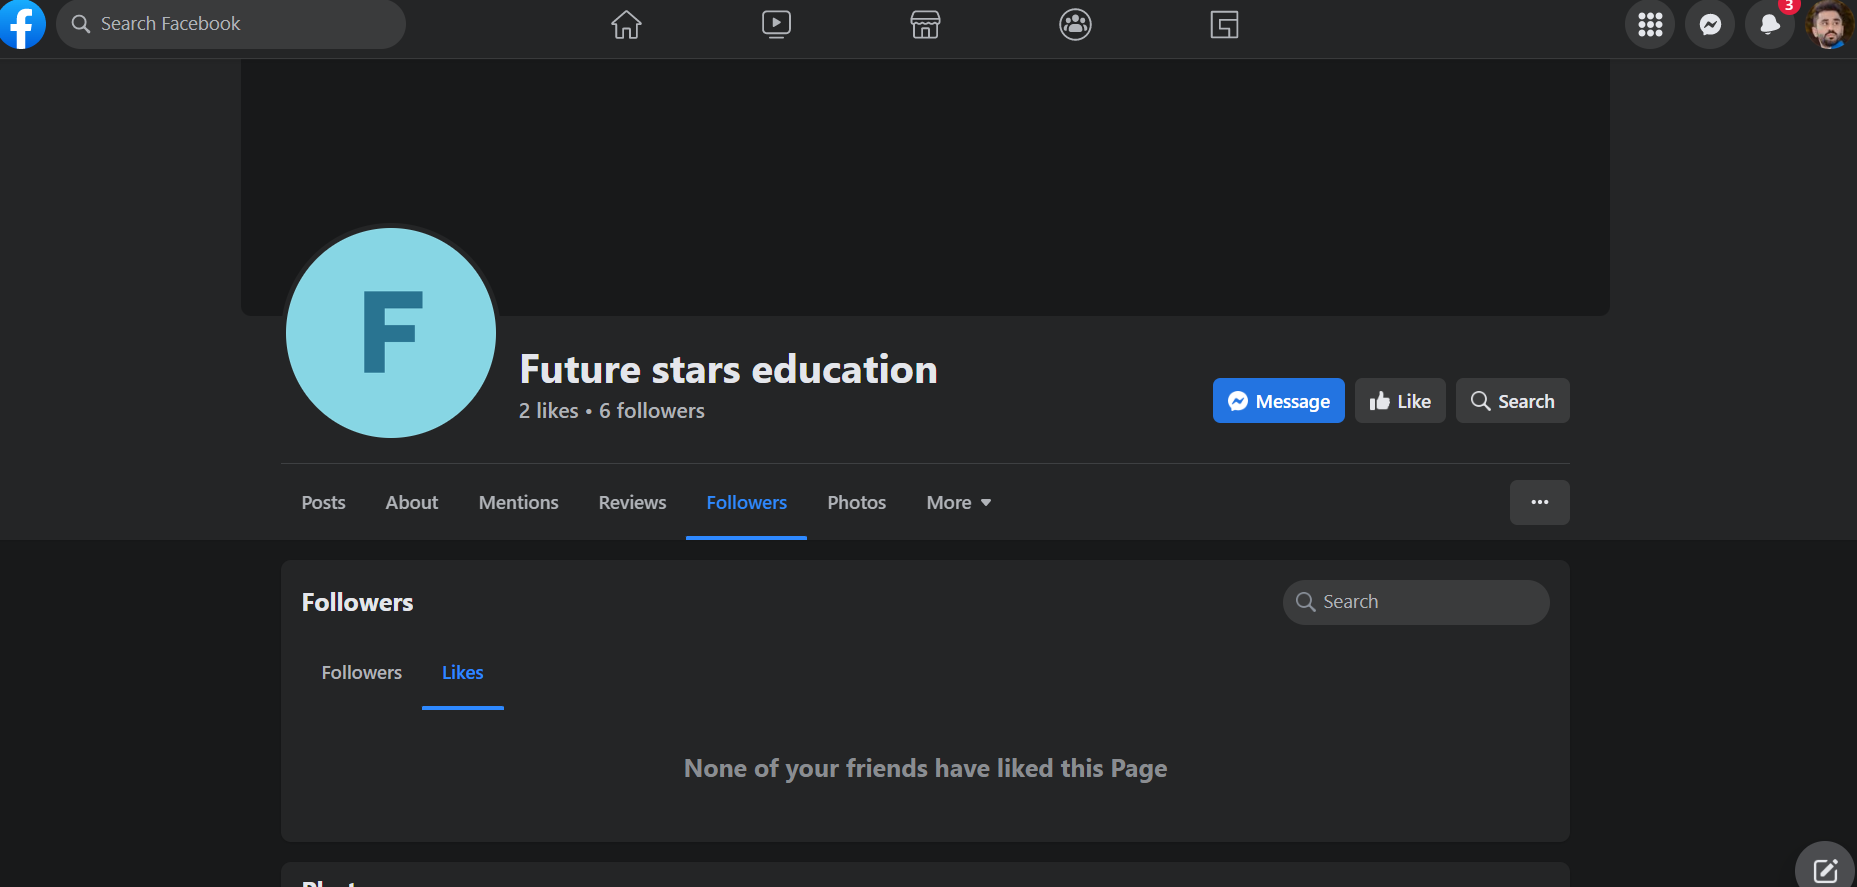 Search Facebook
3
F
Future stars education
2 likes • 6 followers
Message
Like
Search
Posts
About
Mentions
Reviews
Followers
Photos
More
Followers
Search
Followers
Likes
None of your friends have liked this Page